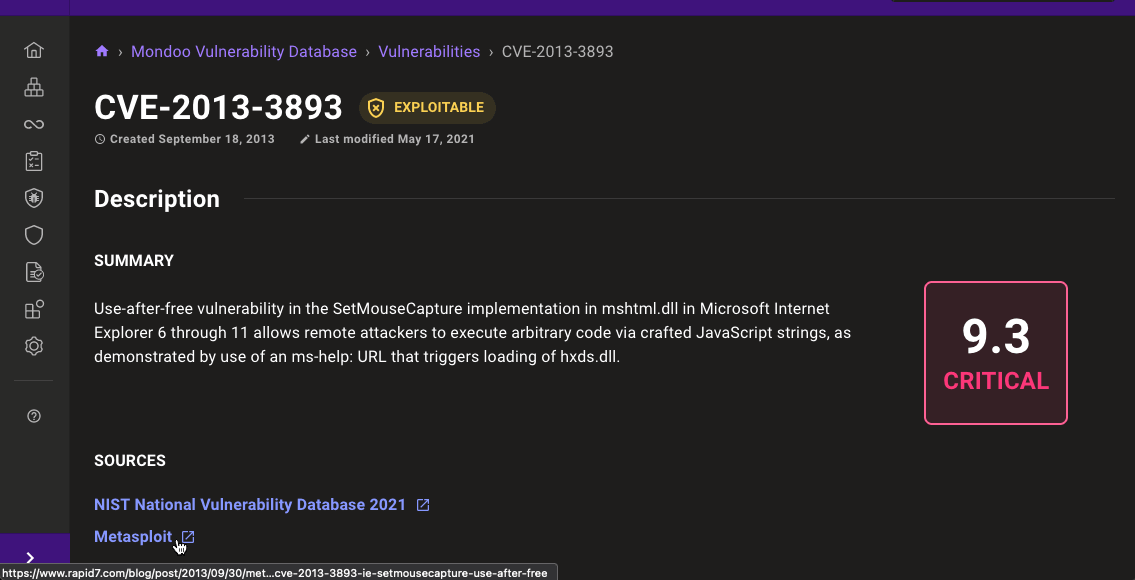 › Mondoo Vulnerability Database › Vulnerabilities › CVE-2013-3893
CVE-2013-3893 EXPLOITABLE
Created September 18, 2013 Last modified May 17, 2021
Description
SUMMARY
Use-after-free vulnerability in the SetMouseCapture implementation in mshtml.dll in Microsoft Internet
Explorer 6 through 11 allows remote attackers to execute arbitrary code via crafted JavaScript strings, as
demonstrated by use of an ms-help: URL that triggers loading of hxds.dll.
9.3
CRITICAL
SOURCES
NIST National Vulnerability Database 2021
Metasploit
https://www.rapid7.com/blog/post/2013/09/30/met...cve-2013-3893-ie-setmousecapture-use-after-free